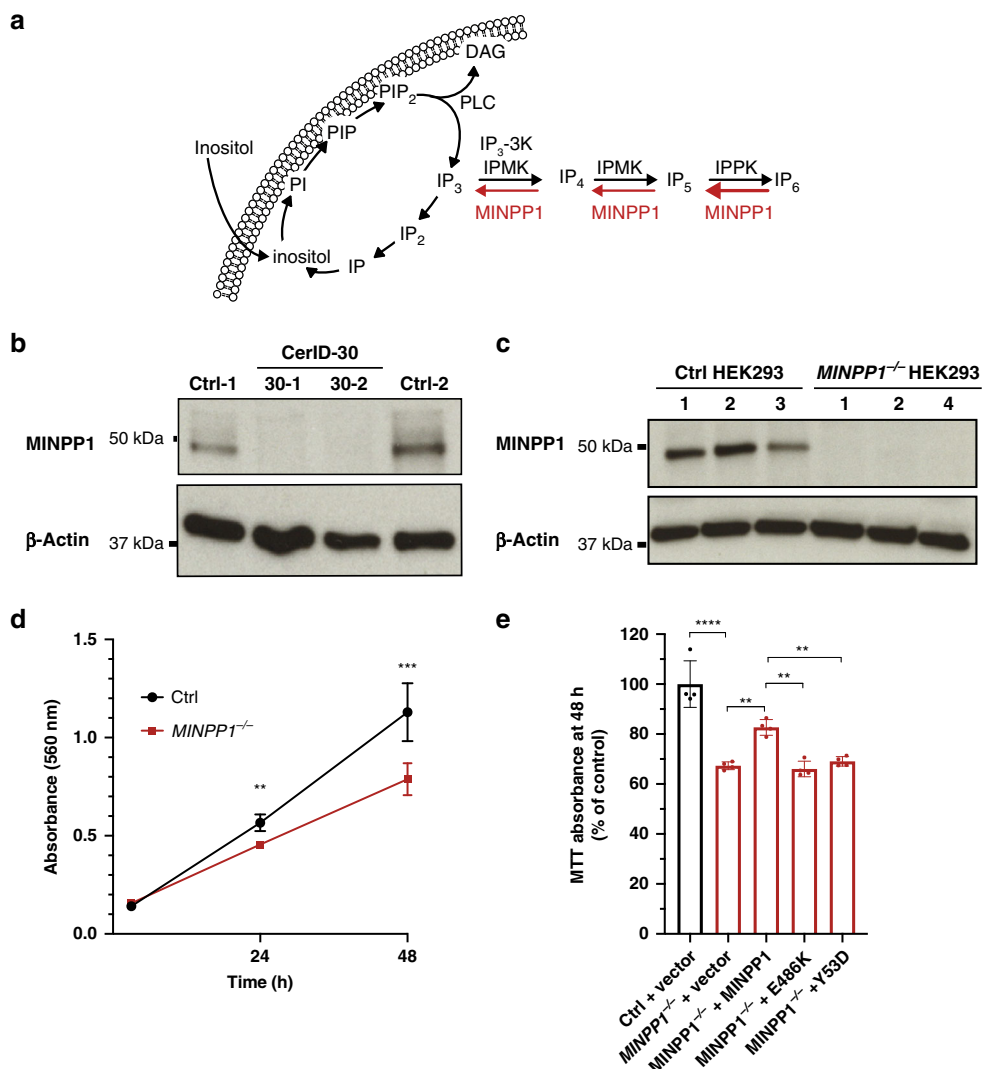 a
DAG
PIP2
PLC
PIP
Inositol
PI
IP3-3K
IPMK
IPMK
IPPK
IP3
IP4
IP5
IP6
MINPP1
MINPP1
MINPP1
IP2
inositol
IP
b
CerID-30
Ctrl-1 30-1 30-2 Ctrl-2
MINPP1
50 kDa
β-Actin
37 kDa
c
Ctrl HEK293 MINPP1–/– HEK293
1 2 3 1 2 4
MINPP1
50 kDa
β-Actin
37 kDa
d
1.5
1.0
0.5
0.0
Absorbance (560 nm)
Ctrl
MINPP1–/–
**
***
24 48
Time (h)
e
120
100
80
60
40
20
0
MTT absorbance at 48 h
(% of control)
****
**
**
**
Ctrl + vector
MINPP1–/– + vector
MINPP1–/– + MINPP1
MINPP1–/– + E486K
MINPP1–/– +Y53D